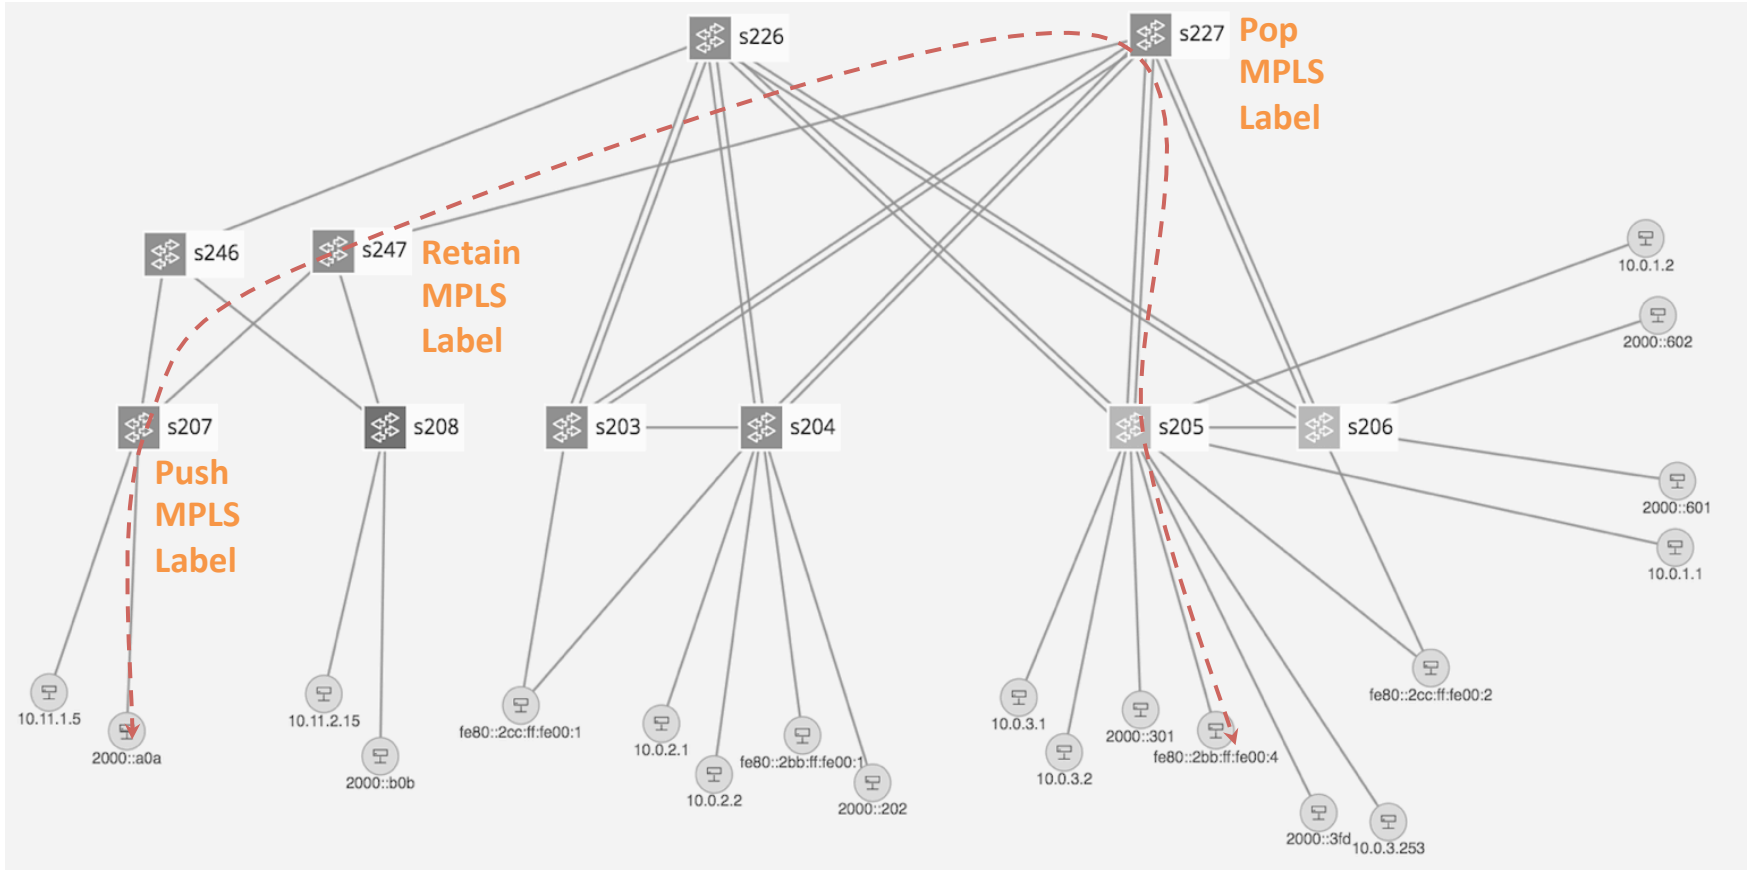 s226
s227
Pop
MPLS
Label
s246
s247
Retain
MPLS
Label
10.0.1.2
2000::602
s207
s208
s203
s204
s205
s206
Push
MPLS
Label
2000::601
10.0.1.1
10.11.1.5
2000::a0a
10.11.2.15
2000::b0b
fe80::2cc:ff:fe00:1
10.0.2.1
10.0.2.2
fe80::2bb:ff:fe00:1
2000::202
10.0.3.1
10.0.3.2
2000::301
fe80::2bb:ff:fe00:4
fe80::2cc:ff:fe00:2
2000::3fd
10.0.3.253